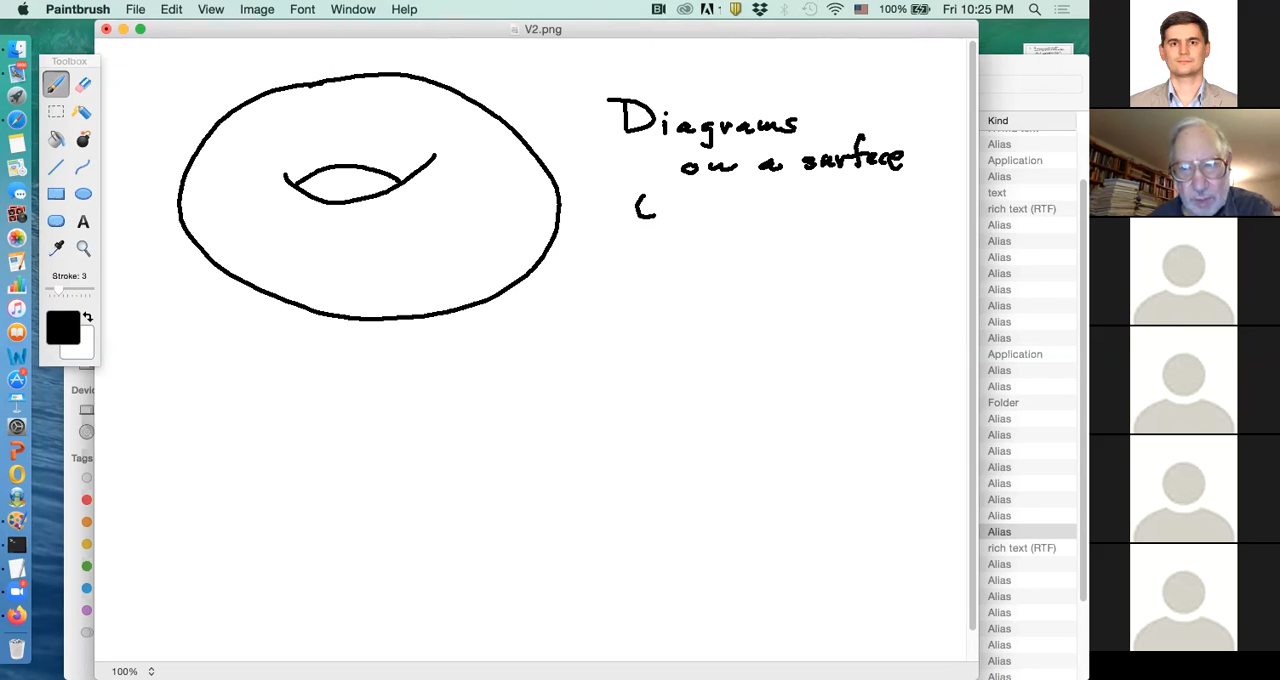 Paintbrush File Edit View Image Font Window Help 100% Fri 10:25 PM
V2.png
Toolbox
Stroke: 3
Diagrams
on a surface
C
Devic
Tags
Kind
Alias
Application
Alias
text
rich text (RTF)
Alias
Alias
Alias
Alias
Alias
Alias
Alias
Alias
Application
Alias
Alias
Folder
Alias
Alias
Alias
Alias
Alias
Alias
Alias
Alias
rich text (RTF)
Alias
Alias
Alias
Alias
Alias
Alias
Alias
Alias
100%